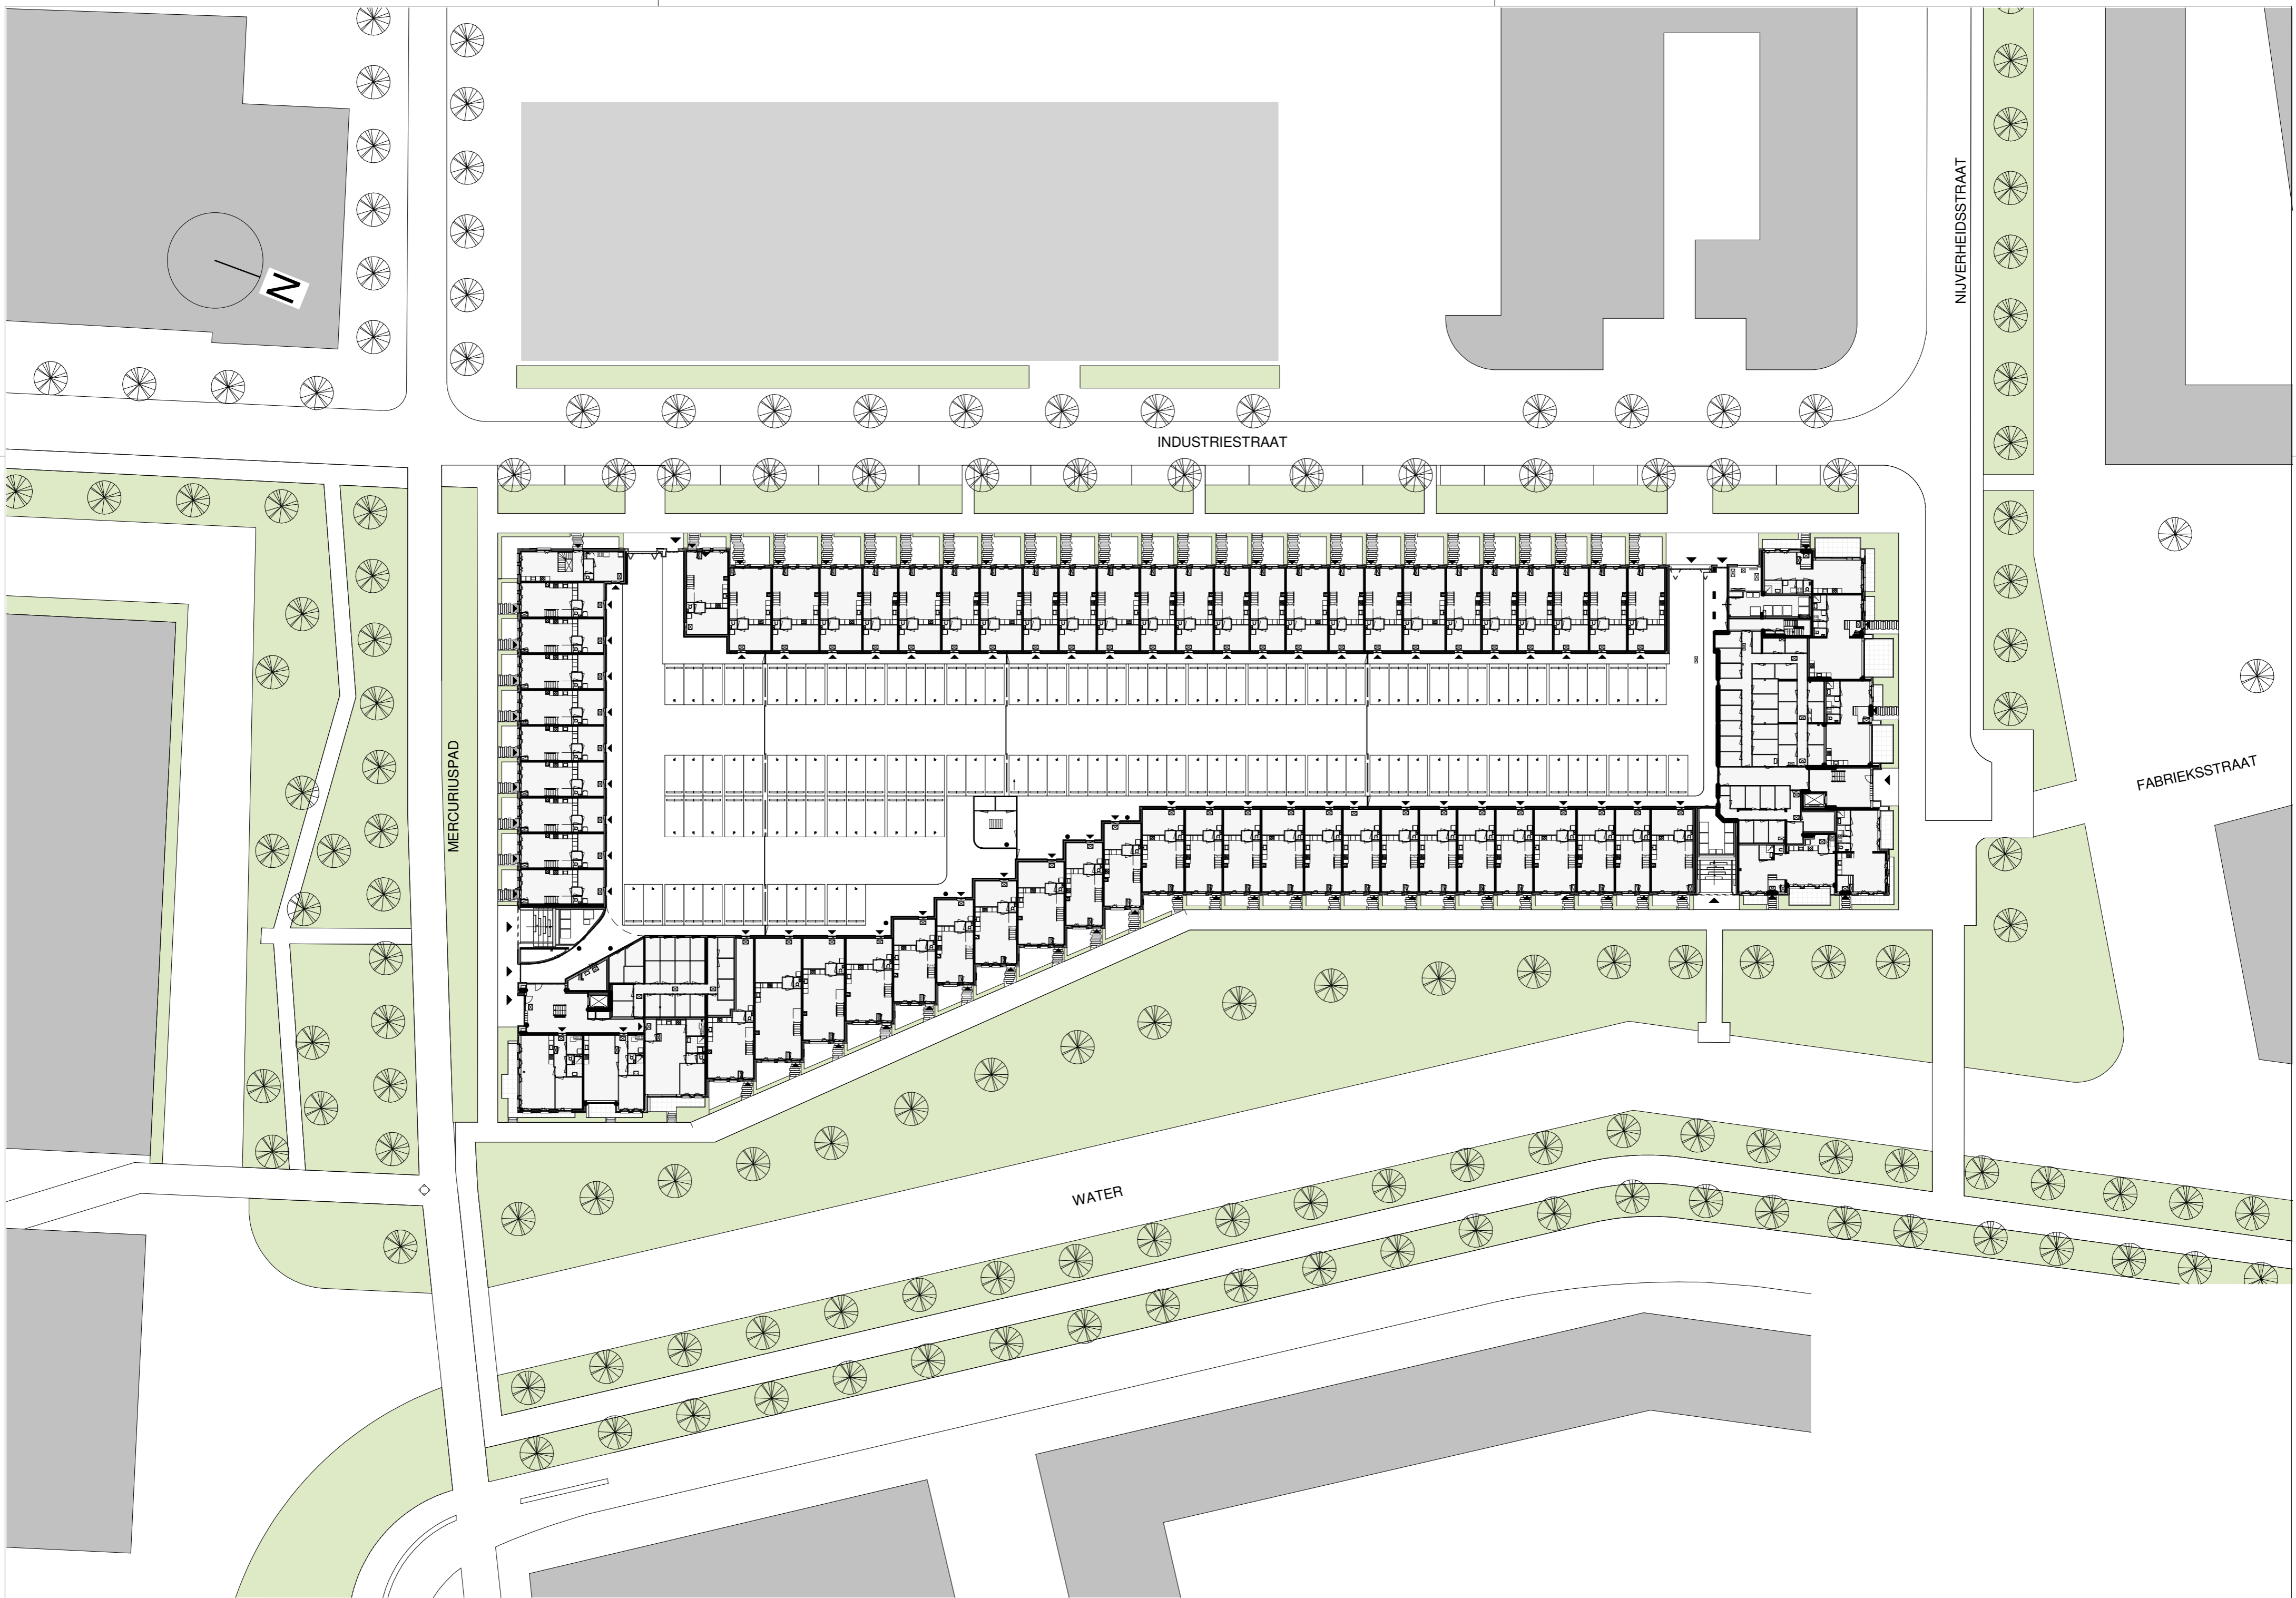 NIJVERHEIDSSTRAAT
N
INDUSTRIESTRAAT
MERCURIUSPAD
FABRIEKSSTRAAT
WATER